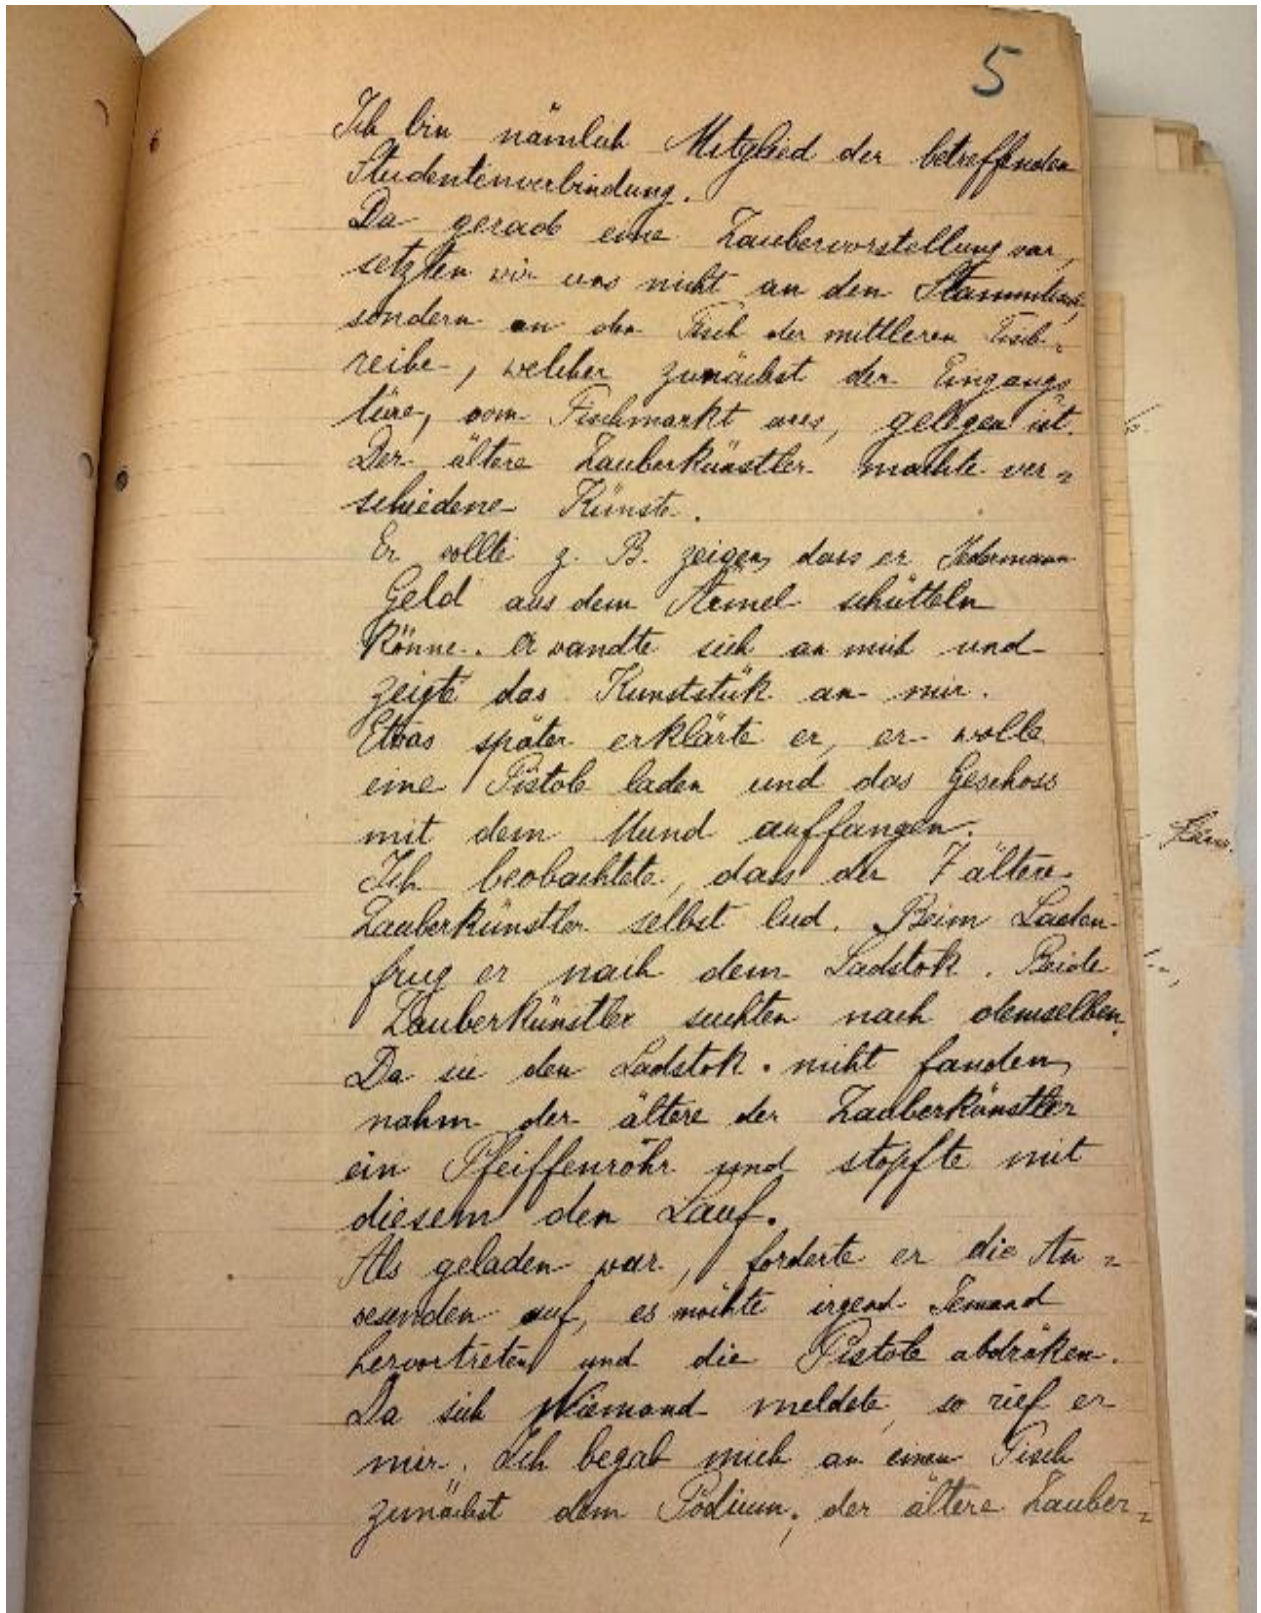 5
Ich bin nämlich Mitglied der betreffenden
Studentenverbindung.
Da gerade eine Zaubervorstellung war,
setzten wir uns nicht an den Stammtisch,
sondern an den Tisch der mittleren Tisch=
reihe, welcher zunächst der Eingangs
türe, vom Fischmarkt aus, gelegen ist.
Der ältere Zauberkünstler machte ver=
schiedene Künste.
Er wollte z. B. zeigen, dass er Jedermann
Geld aus dem Ärmel schütteln
könne. Er wandte sich an mich und
zeigte das Kunststük an mir.
Etwas später erklärte er, er wolle
eine Pistole laden und das Geschoss
mit dem Mund auffangen.
Ich beobachtete, dass der ältere
Zauberkünstler selbst lud. Beim Laden
frug er nach dem Ladstok. Beide
Zauberkünstler suchten nach demselben.
Da sie den Ladstok nicht fanden,
nahm der ältere der Zauberkünstler
ein Pfeiffenrohr und stopfte mit
diesem den Lauf.
Als geladen war, forderte er die An=
wesenden auf, es möchte irgend Jemand
hervortreten und die Pistole abdrüken.
Da sich Niemand meldete, so rief er
mir. Ich begab mich an einen Tisch
zunächst dem Podium, der ältere Zauber=